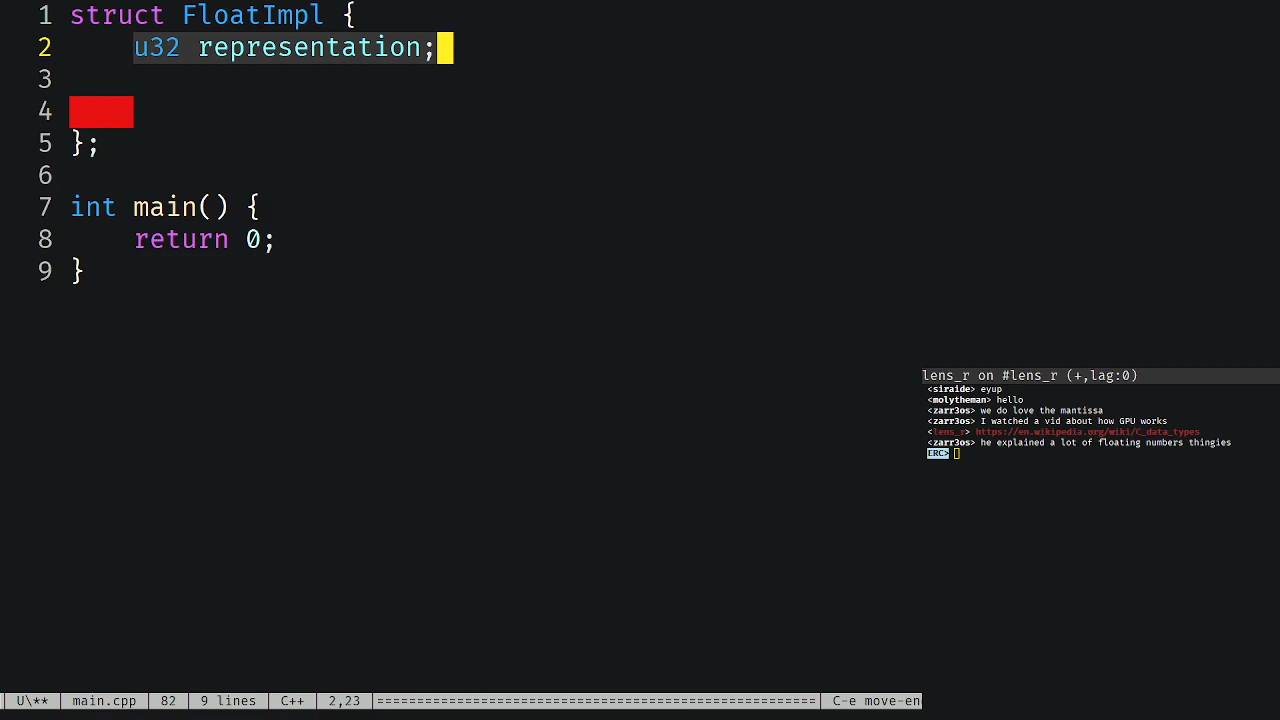 1 struct FloatImpl {
2     u32 representation;
3
4
5 };
6
7 int main() {
8     return 0;
9 }
lens_r on #lens_r (+,lag:0)
<siraide> eyup
<molytheman> hello
<zarr3os> we do love the mantissa
<zarr3os> I watched a vid about how GPU works
<lens_r> https://en.wikipedia.org/wiki/C_data_types
<zarr3os> he explained a lot of floating numbers thingies
ERC>
U\** main.cpp 82 9 lines C++ 2,23 ======================================================== C-e move-en